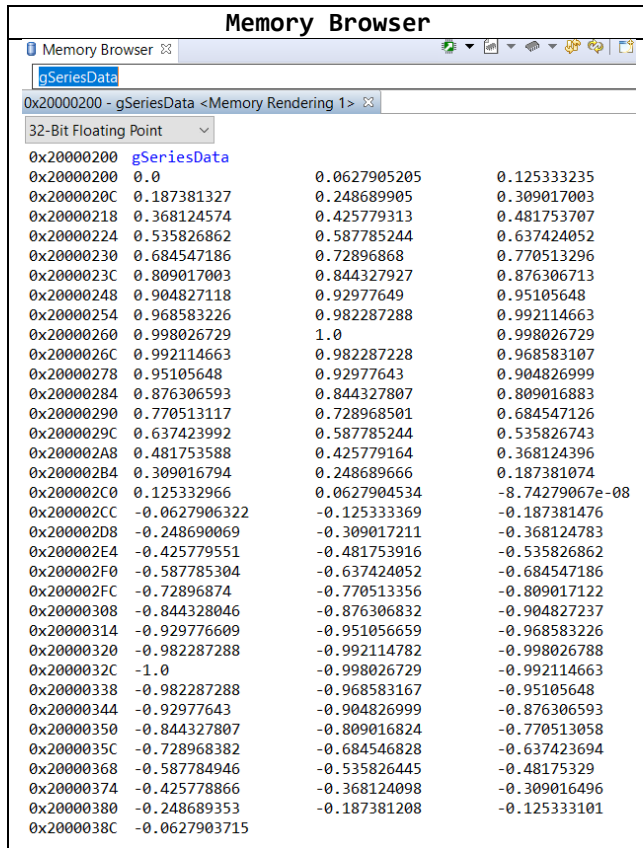 Memory Browser
Memory Browser
gSeriesData
0x20000200 - gSeriesData <Memory Rendering 1>
32-Bit Floating Point
0x20000200 gSeriesData
0x20000200 0.0 0.0627905205 0.125333235
0x2000020C 0.187381327 0.248689905 0.309017003
0x20000218 0.368124574 0.425779313 0.481753707
0x20000224 0.535826862 0.587785244 0.637424052
0x20000230 0.684547186 0.72896868 0.770513296
0x2000023C 0.809017003 0.844327927 0.876306713
0x20000248 0.904827118 0.92977649 0.95105648
0x20000254 0.968583226 0.982287288 0.992114663
0x20000260 0.998026729 1.0 0.998026729
0x2000026C 0.992114663 0.982287228 0.968583107
0x20000278 0.95105648 0.92977643 0.904826999
0x20000284 0.876306593 0.844327807 0.809016883
0x20000290 0.770513117 0.728968501 0.684547126
0x2000029C 0.637423992 0.587785244 0.535826743
0x200002A8 0.481753588 0.425779164 0.368124396
0x200002B4 0.309016794 0.248689666 0.187381074
0x200002C0 0.125332966 0.0627904534 -8.74279067e-08
0x200002CC -0.0627906322 -0.125333369 -0.187381476
0x200002D8 -0.248690069 -0.309017211 -0.368124783
0x200002E4 -0.425779551 -0.481753916 -0.535826862
0x200002F0 -0.587785304 -0.637424052 -0.684547186
0x200002FC -0.72896874 -0.770513356 -0.809017122
0x20000308 -0.844328046 -0.876306832 -0.904827237
0x20000314 -0.929776609 -0.951056659 -0.968583226
0x20000320 -0.982287288 -0.992114782 -0.998026788
0x2000032C -1.0 -0.998026729 -0.992114663
0x20000338 -0.982287288 -0.968583167 -0.95105648
0x20000344 -0.92977643 -0.904826999 -0.876306593
0x20000350 -0.844327807 -0.809016824 -0.770513058
0x2000035C -0.728968382 -0.684546828 -0.637423694
0x20000368 -0.587784946 -0.535826445 -0.48175329
0x20000374 -0.425778866 -0.368124098 -0.309016496
0x20000380 -0.248689353 -0.187381208 -0.125333101
0x2000038C -0.0627903715